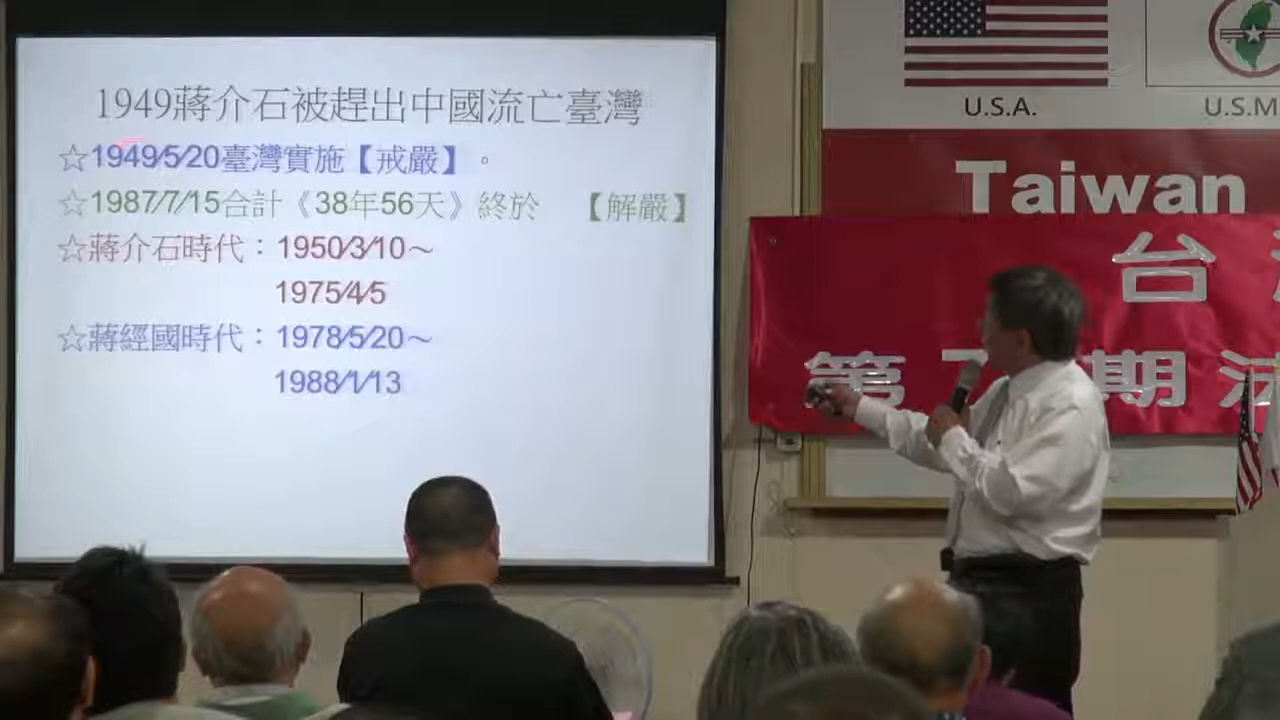 1949蔣介石被趕出中國流亡臺灣
☆1949/5/20臺灣實施【戒嚴】。
☆1987/7/15合計《38年56天》終於 【解嚴】
☆蔣介石時代：1950/3/10～
1975/4/5
☆蔣經國時代：1978/5/20～
1988/1/13
U.S.A.
U.S.M
Taiwan
台
第
期